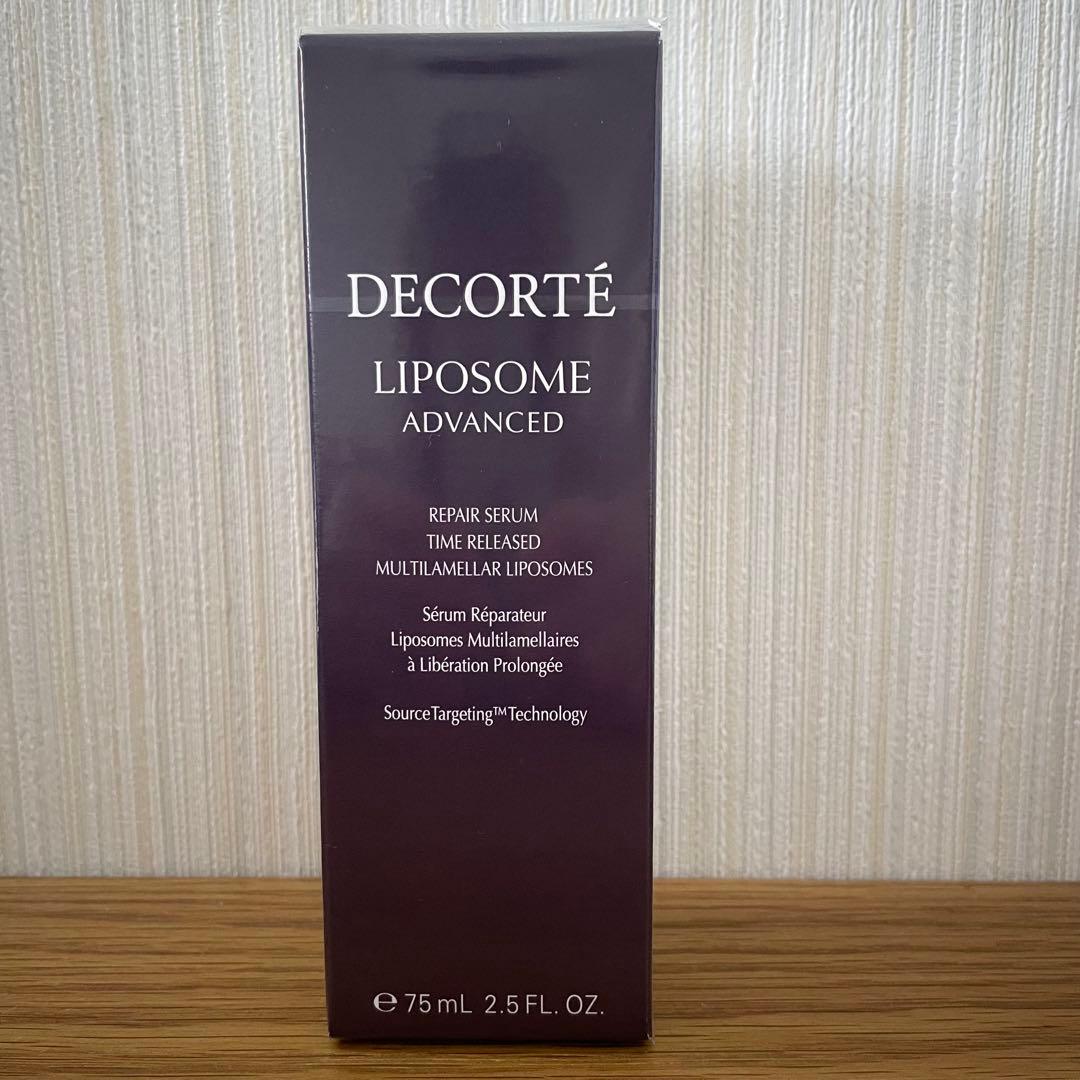 DECORTÉ
LIPOSOME
ADVANCED
REPAIR SERUM
TIME RELEASED
MULTILAMELLAR LIPOSOMES
Sérum Réparateur
Liposomes Multilamellaires
à Libération Prolongée
SourceTargeting™Technology
℮ 75 mL 2.5 FL. OZ.